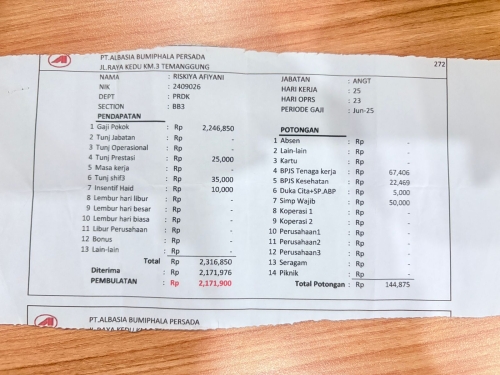 PT.ALBASIA BUMIPHALA PERSADA
JL.RAYA KEDU KM.3 TEMANGGUNG
272
NAMA : RISKIYA AFIYANI
NIK : 2409026
DEPT : PRDK
SECTION : BB3
JABATAN : ANGT
HARI KERJA : 25
HARI OPRS : 23
PERIODE GAJI : Jun-25
PENDAPATAN
1 Gaji Pokok : Rp 2,246,850
2 Tunj Jabatan : Rp -
3 Tunj Operasional : Rp -
4 Tunj Prestasi : Rp 25,000
5 Masa kerja : Rp -
6 Tunj shif3 : Rp 35,000
7 Insentif Haid : Rp 10,000
8 Lembur hari libur : Rp -
9 Lembur hari besar : Rp -
10 Lembur hari biasa : Rp -
11 Libur Perusahaan : Rp -
12 Bonus : Rp -
13 Lain-lain : Rp -
Total Rp 2,316,850
Diterima : Rp 2,171,976
PEMBULATAN : Rp 2,171,900
POTONGAN
1 Absen : Rp -
2 Lain-lain : Rp -
3 Kartu : Rp -
4 BPJS Tenaga kerja : Rp 67,406
5 BPJS Kesehatan : Rp 22,469
6 Duka Cita+SP.ABP : Rp 5,000
7 Simp Wajib : Rp 50,000
8 Koperasi 1 : Rp -
9 Koperasi 2 : Rp -
10 Perusahaan1 : Rp -
11 Perusahaan2 : Rp -
12 Perusahaan3 : Rp -
13 Seragam : Rp -
14 Piknik : Rp -
Total Potongan : Rp 144,875
PT.ALBASIA BUMIPHALA PERSADA
JL.RAYA KEDU KM.3 TEMANGGUNG